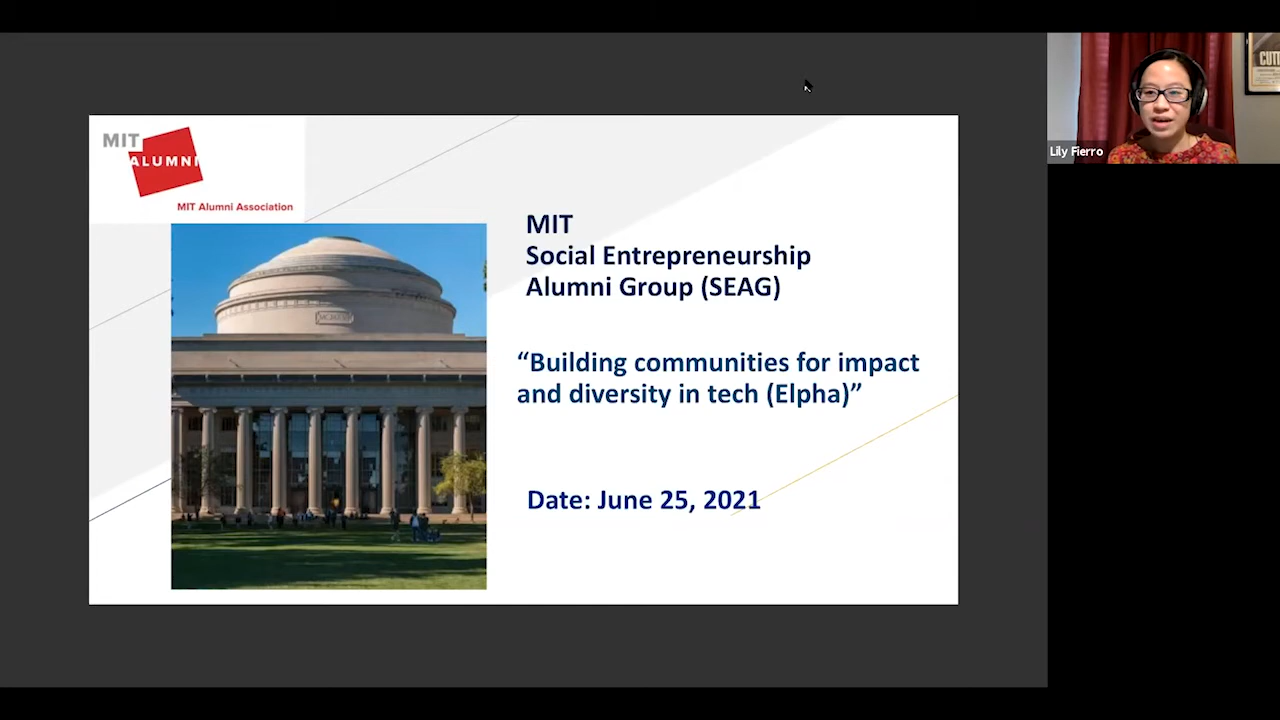 MIT
ALUMNI
MIT Alumni Association
MIT
Social Entrepreneurship
Alumni Group (SEAG)
“Building communities for impact
and diversity in tech (Elpha)”
Date: June 25, 2021
Lily Fierro